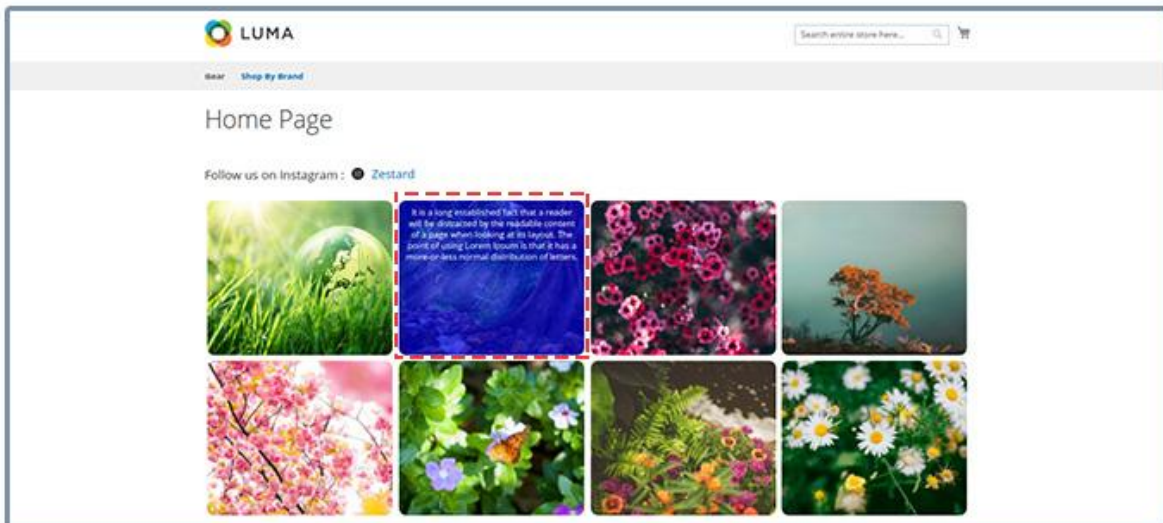 LUMA
Search entire store here...
Gear Shop By Brand
Home Page
Follow us on Instagram : Zestard
It is a long established fact that a reader
will be distracted by the readable content
of a page when looking at its layout. The
point of using Lorem Ipsum is that it has a
more-or-less normal distribution of letters.